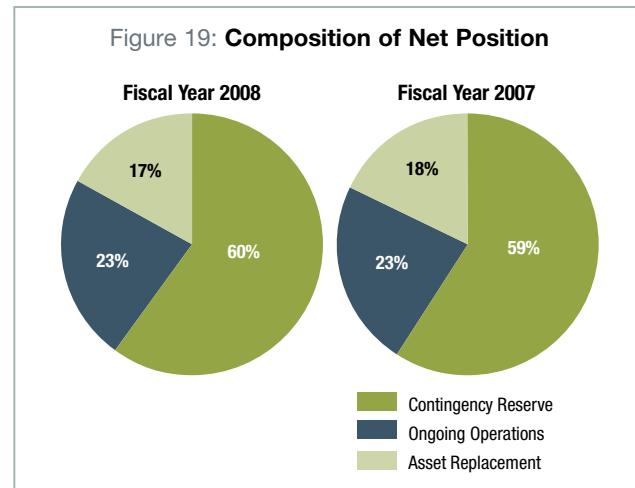 Figure 19: Composition of Net Position
Fiscal Year 2008
Fiscal Year 2007
17%
23%
60%
18%
23%
59%
Contingency Reserve
Ongoing Operations
Asset Replacement